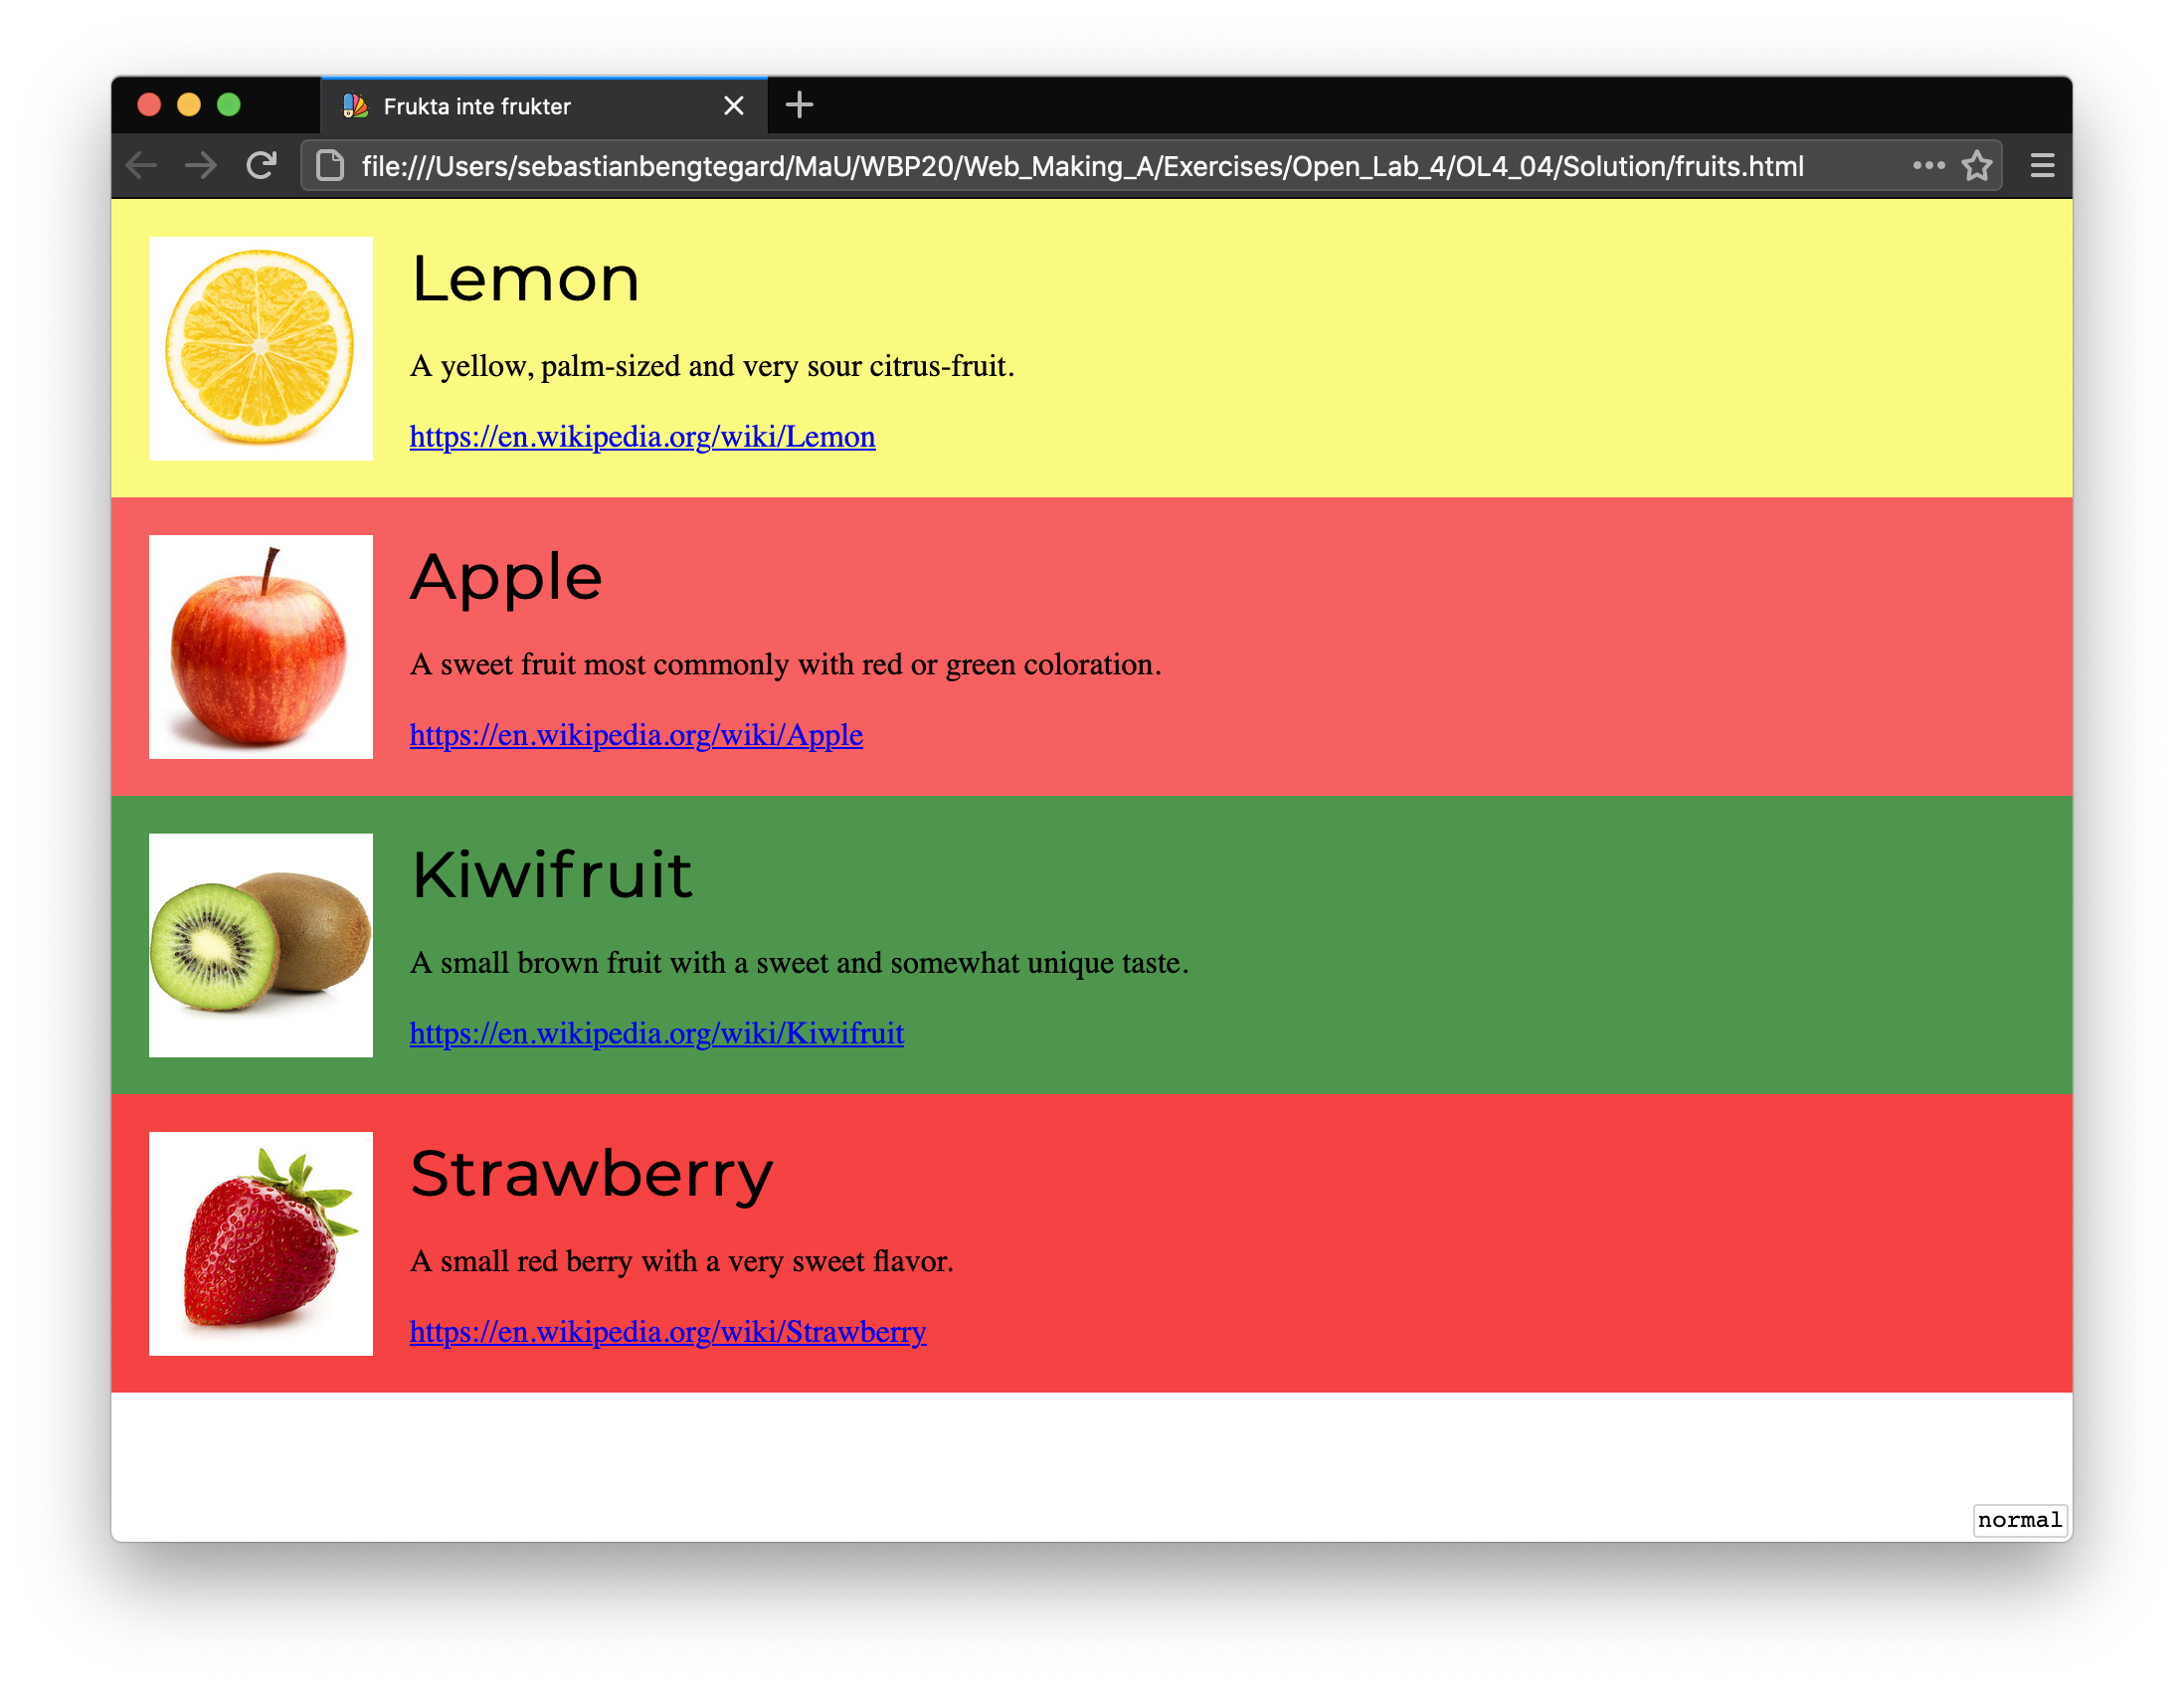 Frukta inte frukter
file:///Users/sebastianbengtegard/MaU/WBP20/Web_Making_A/Exercises/Open_Lab_4/OL4_04/Solution/fruits.html
Lemon
A yellow, palm-sized and very sour citrus-fruit.
https://en.wikipedia.org/wiki/Lemon
Apple
A sweet fruit most commonly with red or green coloration.
https://en.wikipedia.org/wiki/Apple
Kiwifruit
A small brown fruit with a sweet and somewhat unique taste.
https://en.wikipedia.org/wiki/Kiwifruit
Strawberry
A small red berry with a very sweet flavor.
https://en.wikipedia.org/wiki/Strawberry
normal